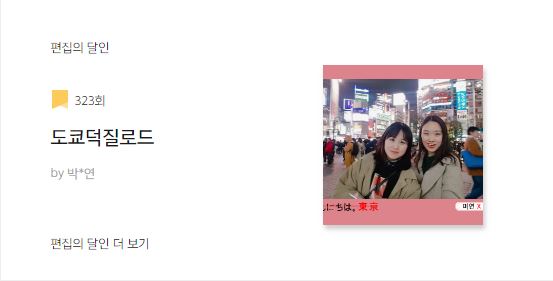 편집의 달인
323회
도쿄덕질로드
by 박*연
んにちは, 東京
미연 X
편집의 달인 더 보기